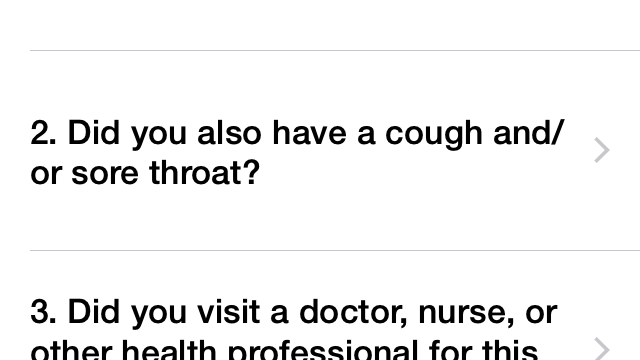 2. Did you also have a cough and/
or sore throat?
3. Did you visit a doctor, nurse, or
other health professional for this